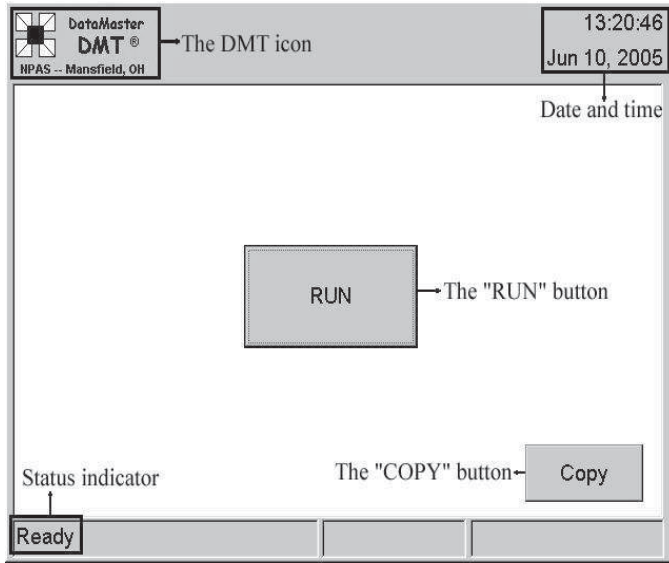 DataMaster
DMT ®
NPAS -- Mansfield, OH
The DMT icon
13:20:46
Jun 10, 2005
Date and time
RUN
The "RUN" button
The "COPY" button
Copy
Status indicator
Ready